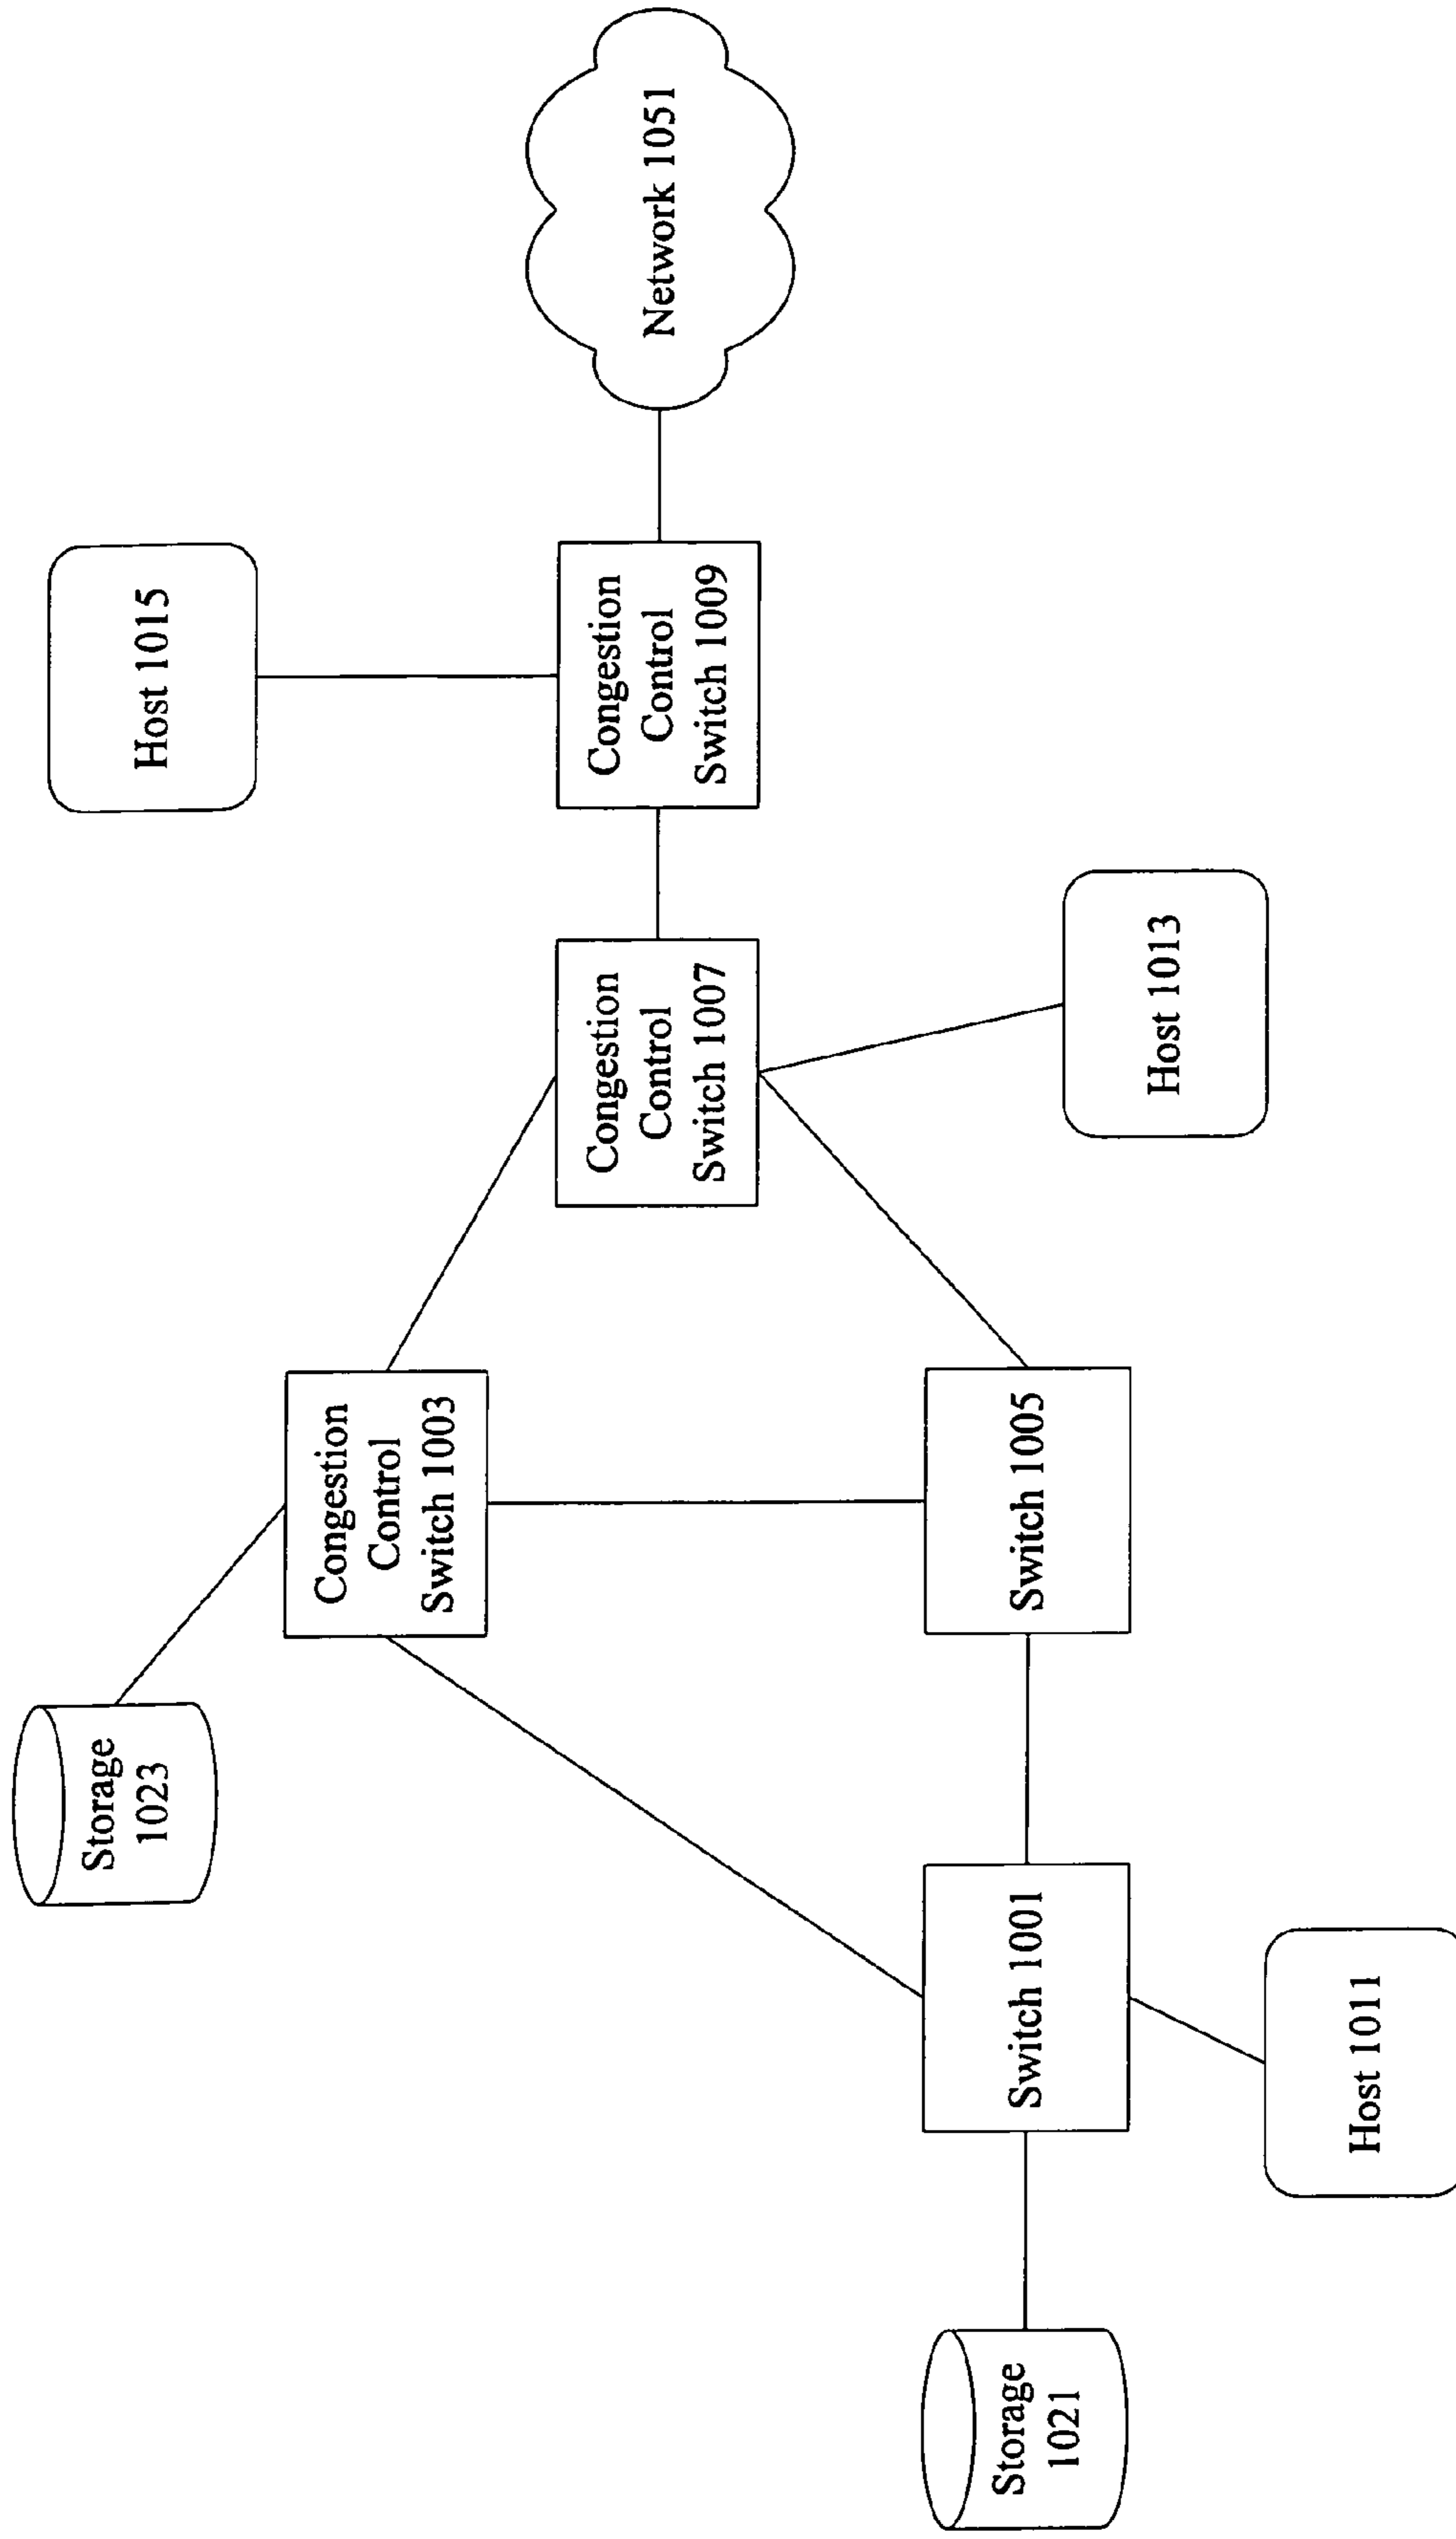 Storage
1023
Host 1015
Congestion
Control
Switch 1003
Congestion
Control
Switch 1007
Congestion
Control
Switch 1009
Network 1051
Storage
1021
Switch 1001
Switch 1005
Host 1013
Host 1011